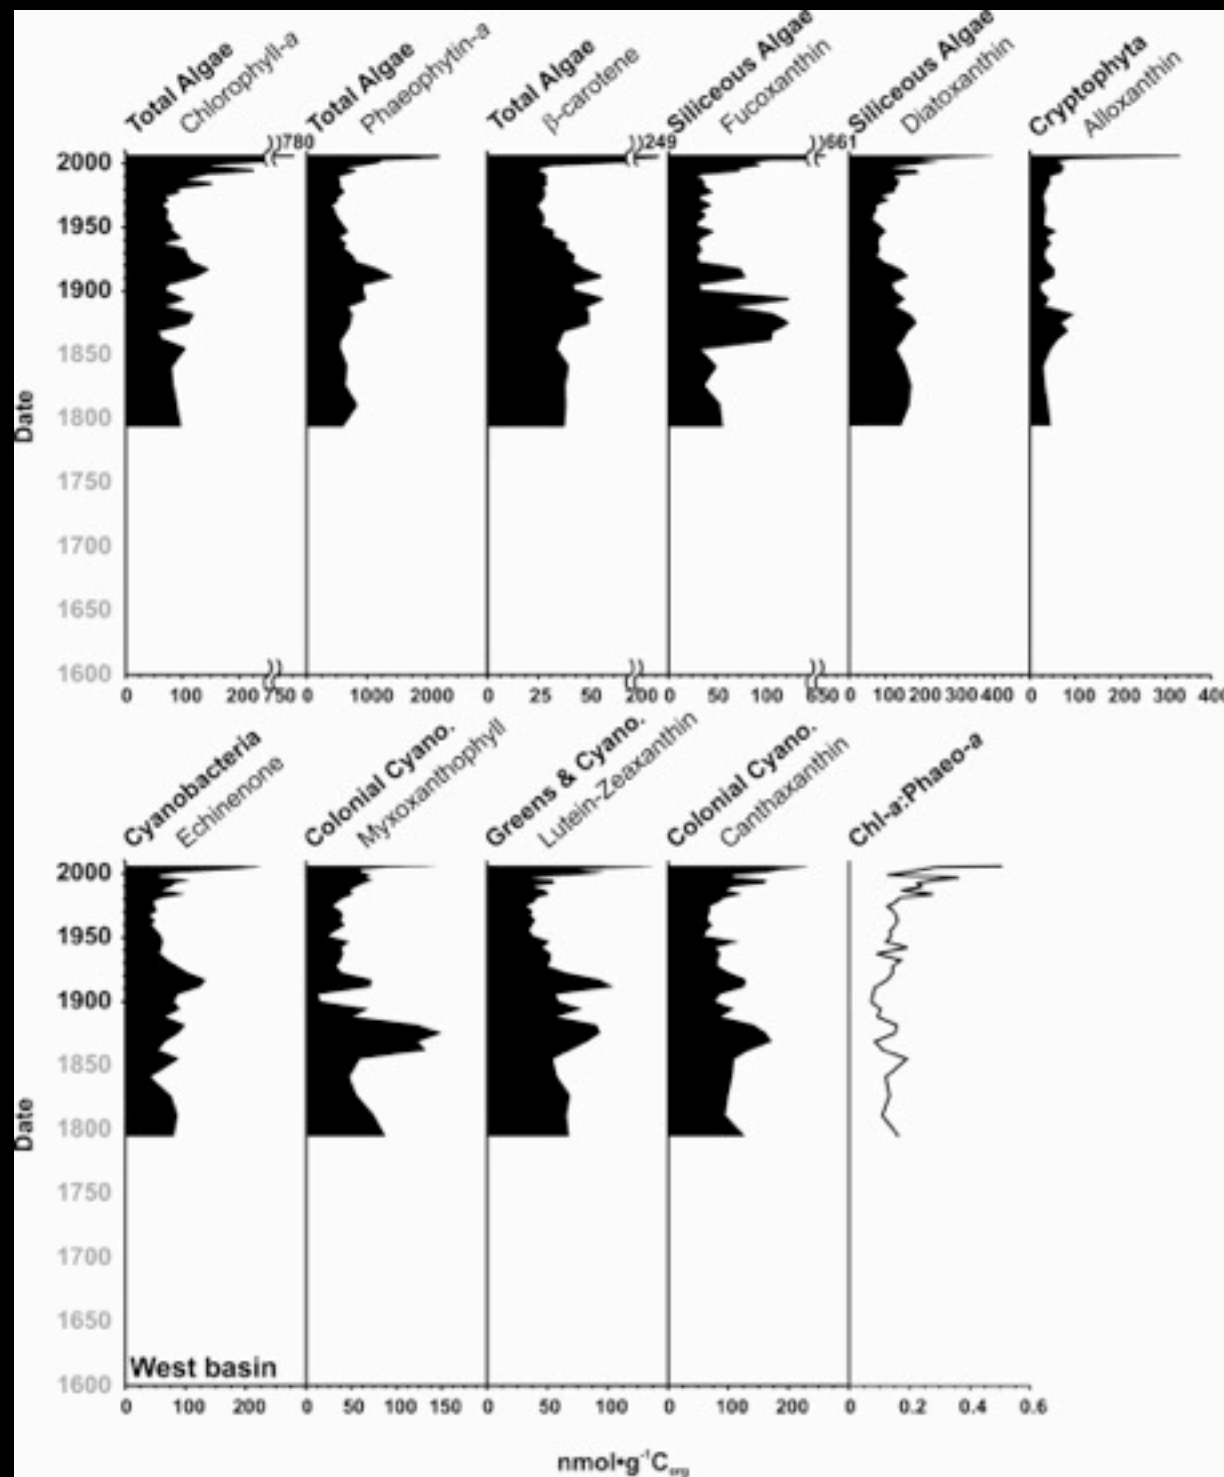 Total Algae
Chlorophyll-a
Total Algae
Phaeophytin-a
Total Algae
β-carotene
Siliceous Algae
Fucoxanthin
Siliceous Algae
Diatoxanthin
Cryptophyta
Alloxanthin
780
249
661
2000
1950
1900
1850
1800
1750
1700
1650
1600
Date
0 100 200 750 0 1000 2000 0 25 50 200 0 50 100 650 0 100 200 300 400 0 100 200 300 400
Cyanobacteria
Echinenone
Colonial Cyano.
Myxoxanthophyll
Greens & Cyano.
Lutein-Zeaxanthin
Colonial Cyano.
Canthaxanthin
Chl-a:Phaeo-a
2000
1950
1900
1850
1800
1750
1700
1650
1600
Date
West basin
0 100 200 0 50 100 150 0 50 100 0 100 200 0 0.2 0.4 0.6
nmol•g⁻¹Corg